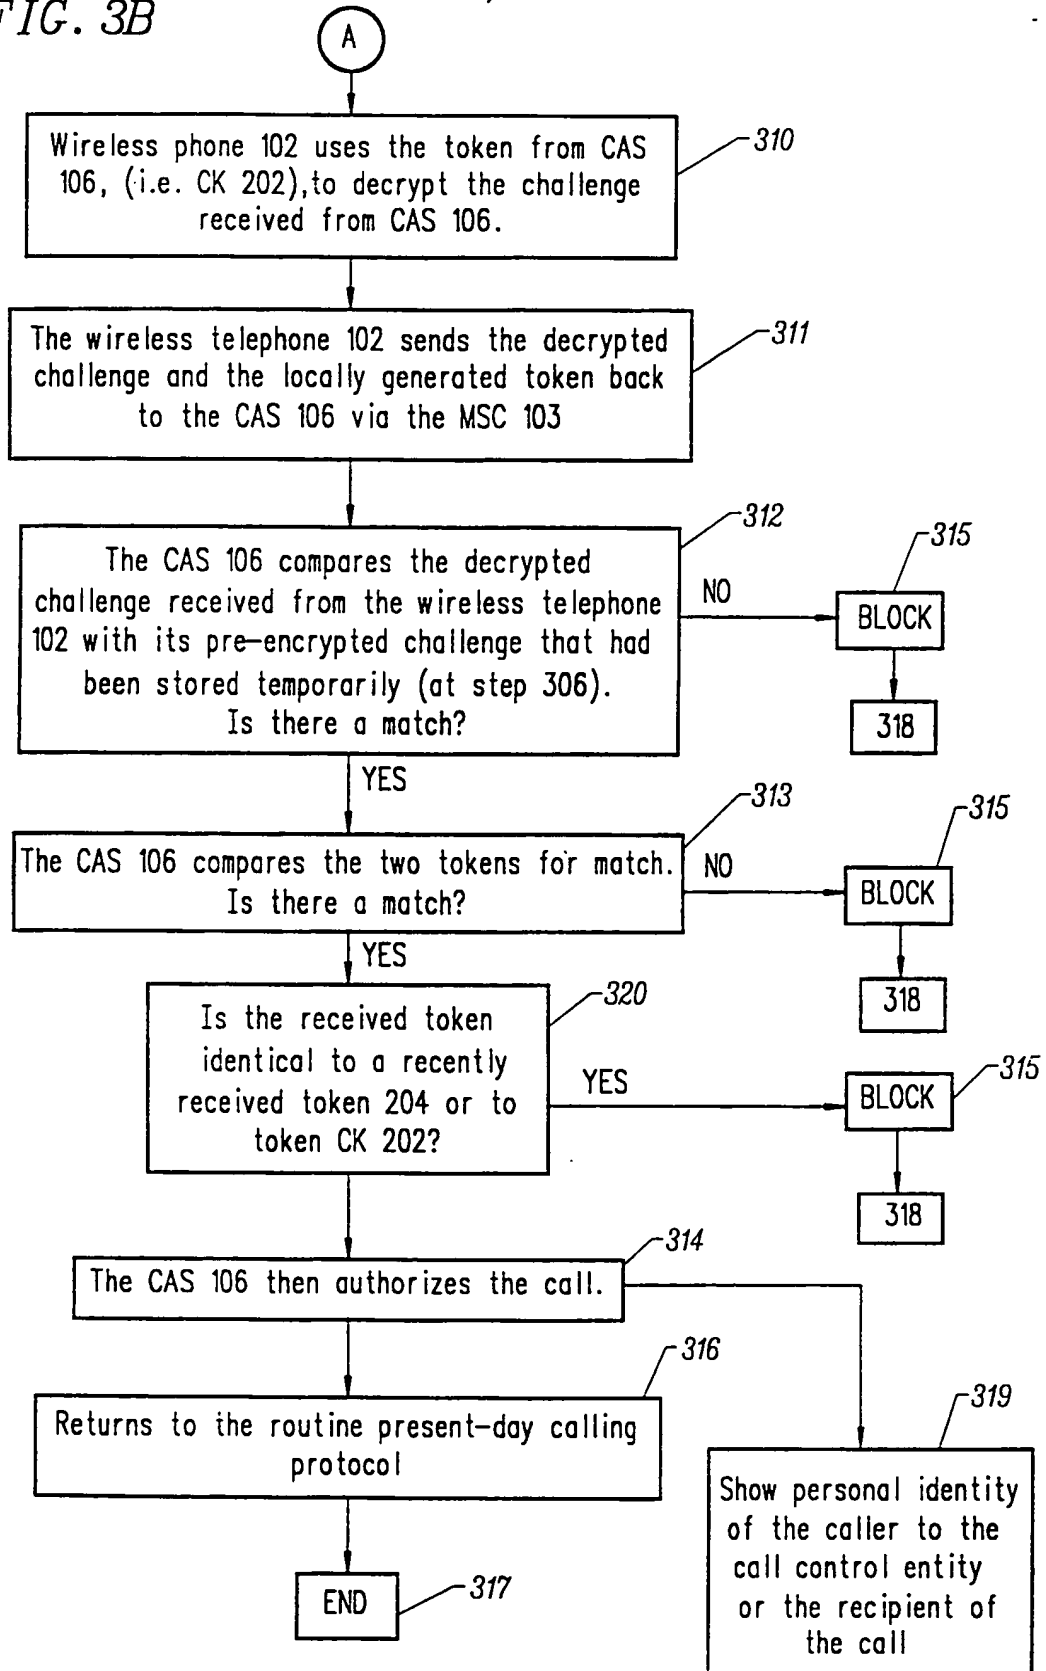 FIG. 3B
A
Wireless phone 102 uses the token from CAS
106, (i.e. CK 202), to decrypt the challenge
received from CAS 106.
310
The wireless telephone 102 sends the decrypted
challenge and the locally generated token back
to the CAS 106 via the MSC 103
311
The CAS 106 compares the decrypted
challenge received from the wireless telephone
102 with its pre-encrypted challenge that had
been stored temporarily (at step 306).
Is there a match?
312
NO
BLOCK
315
318
YES
The CAS 106 compares the two tokens for match.
Is there a match?
313
NO
BLOCK
315
318
YES
Is the received token
identical to a recently
received token 204 or to
token CK 202?
320
YES
BLOCK
315
318
The CAS 106 then authorizes the call.
314
Returns to the routine present-day calling
protocol
316
END
317
Show personal identity
of the caller to the
call control entity
or the recipient of
the call
319